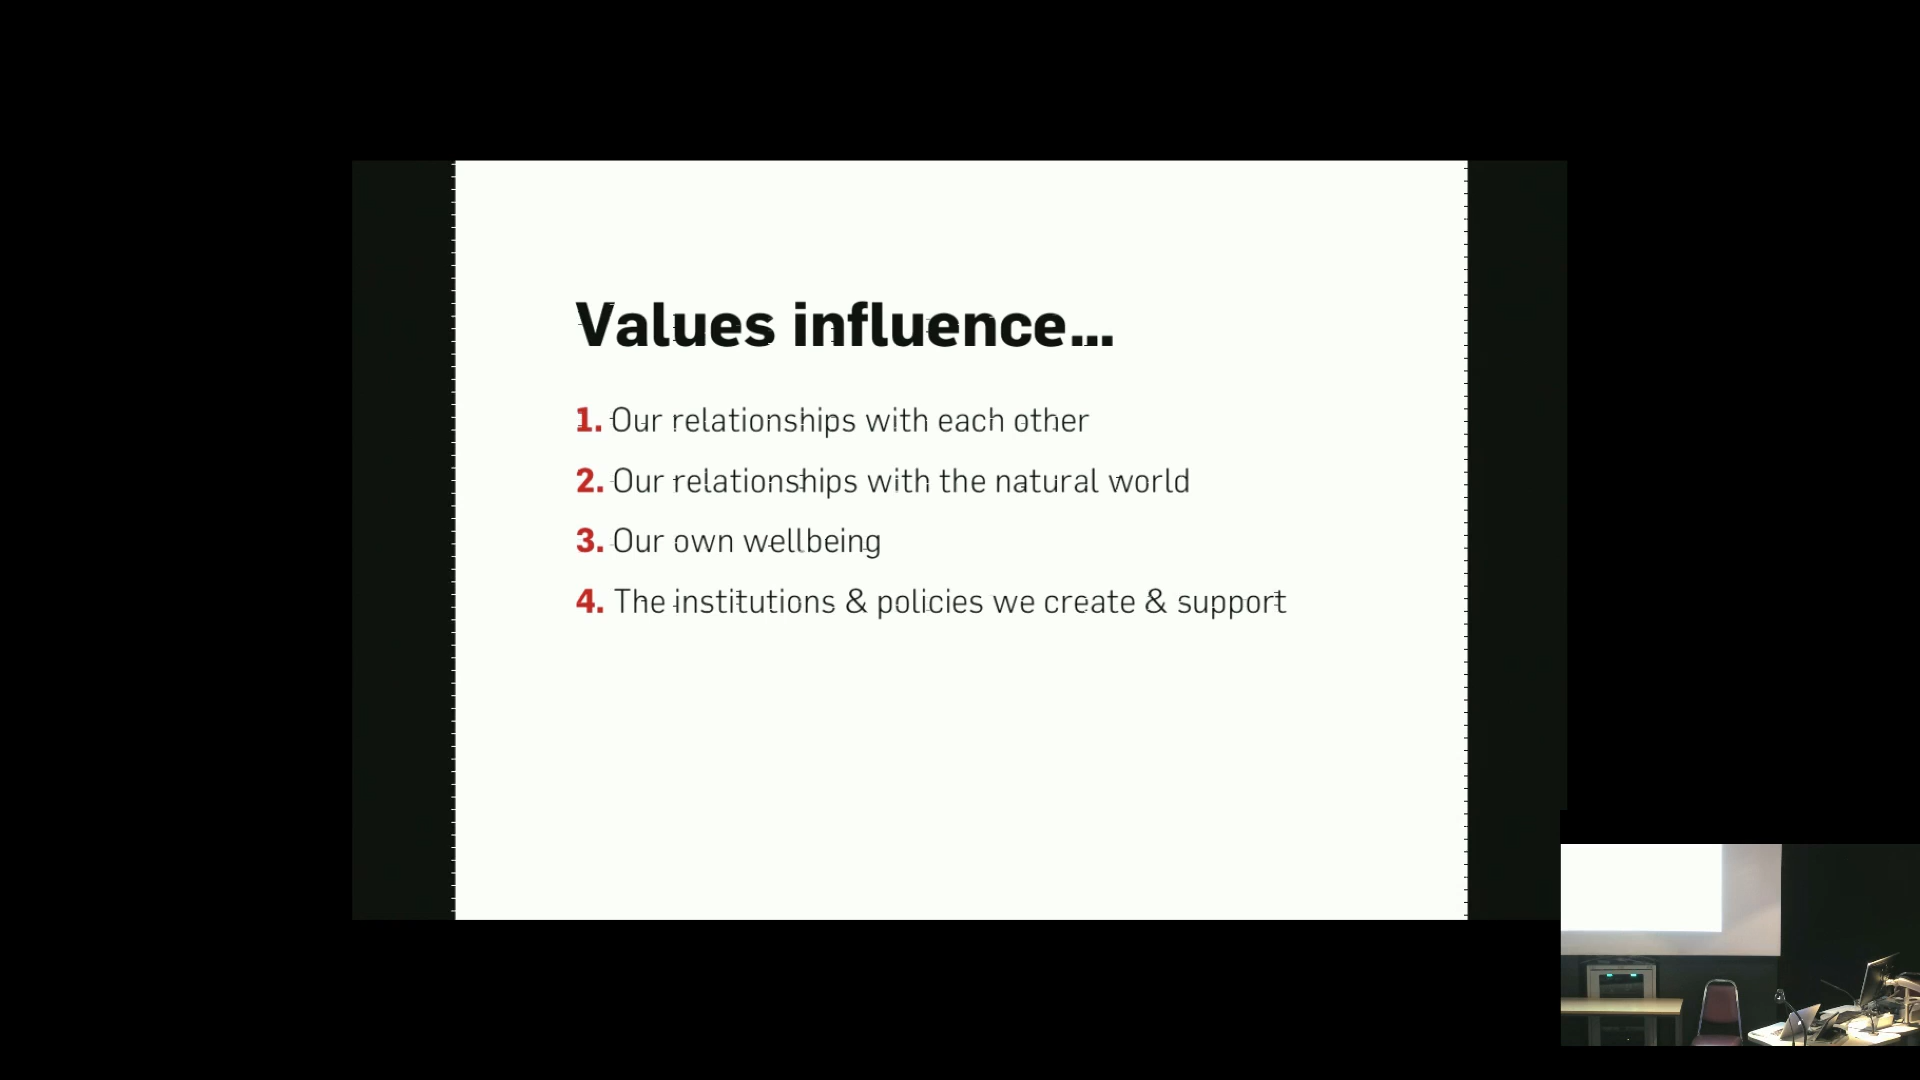 Values influence...
1. Our relationships with each other
2. Our relationships with the natural world
3. Our own wellbeing
4. The institutions & policies we create & support